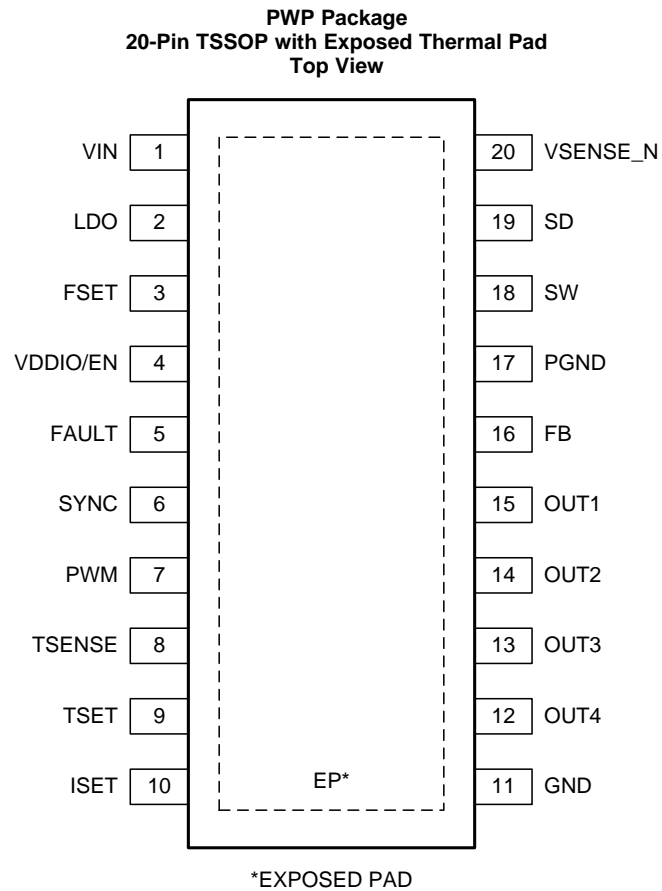 PWP Package
20-Pin TSSOP with Exposed Thermal Pad
Top View
VIN 1 20 VSENSE_N
LDO 2 19 SD
FSET 3 18 SW
VDDIO/EN 4 17 PGND
FAULT 5 16 FB
SYNC 6 15 OUT1
PWM 7 14 OUT2
TSENSE 8 13 OUT3
TSET 9 12 OUT4
ISET 10 EP* 11 GND
*EXPOSED PAD